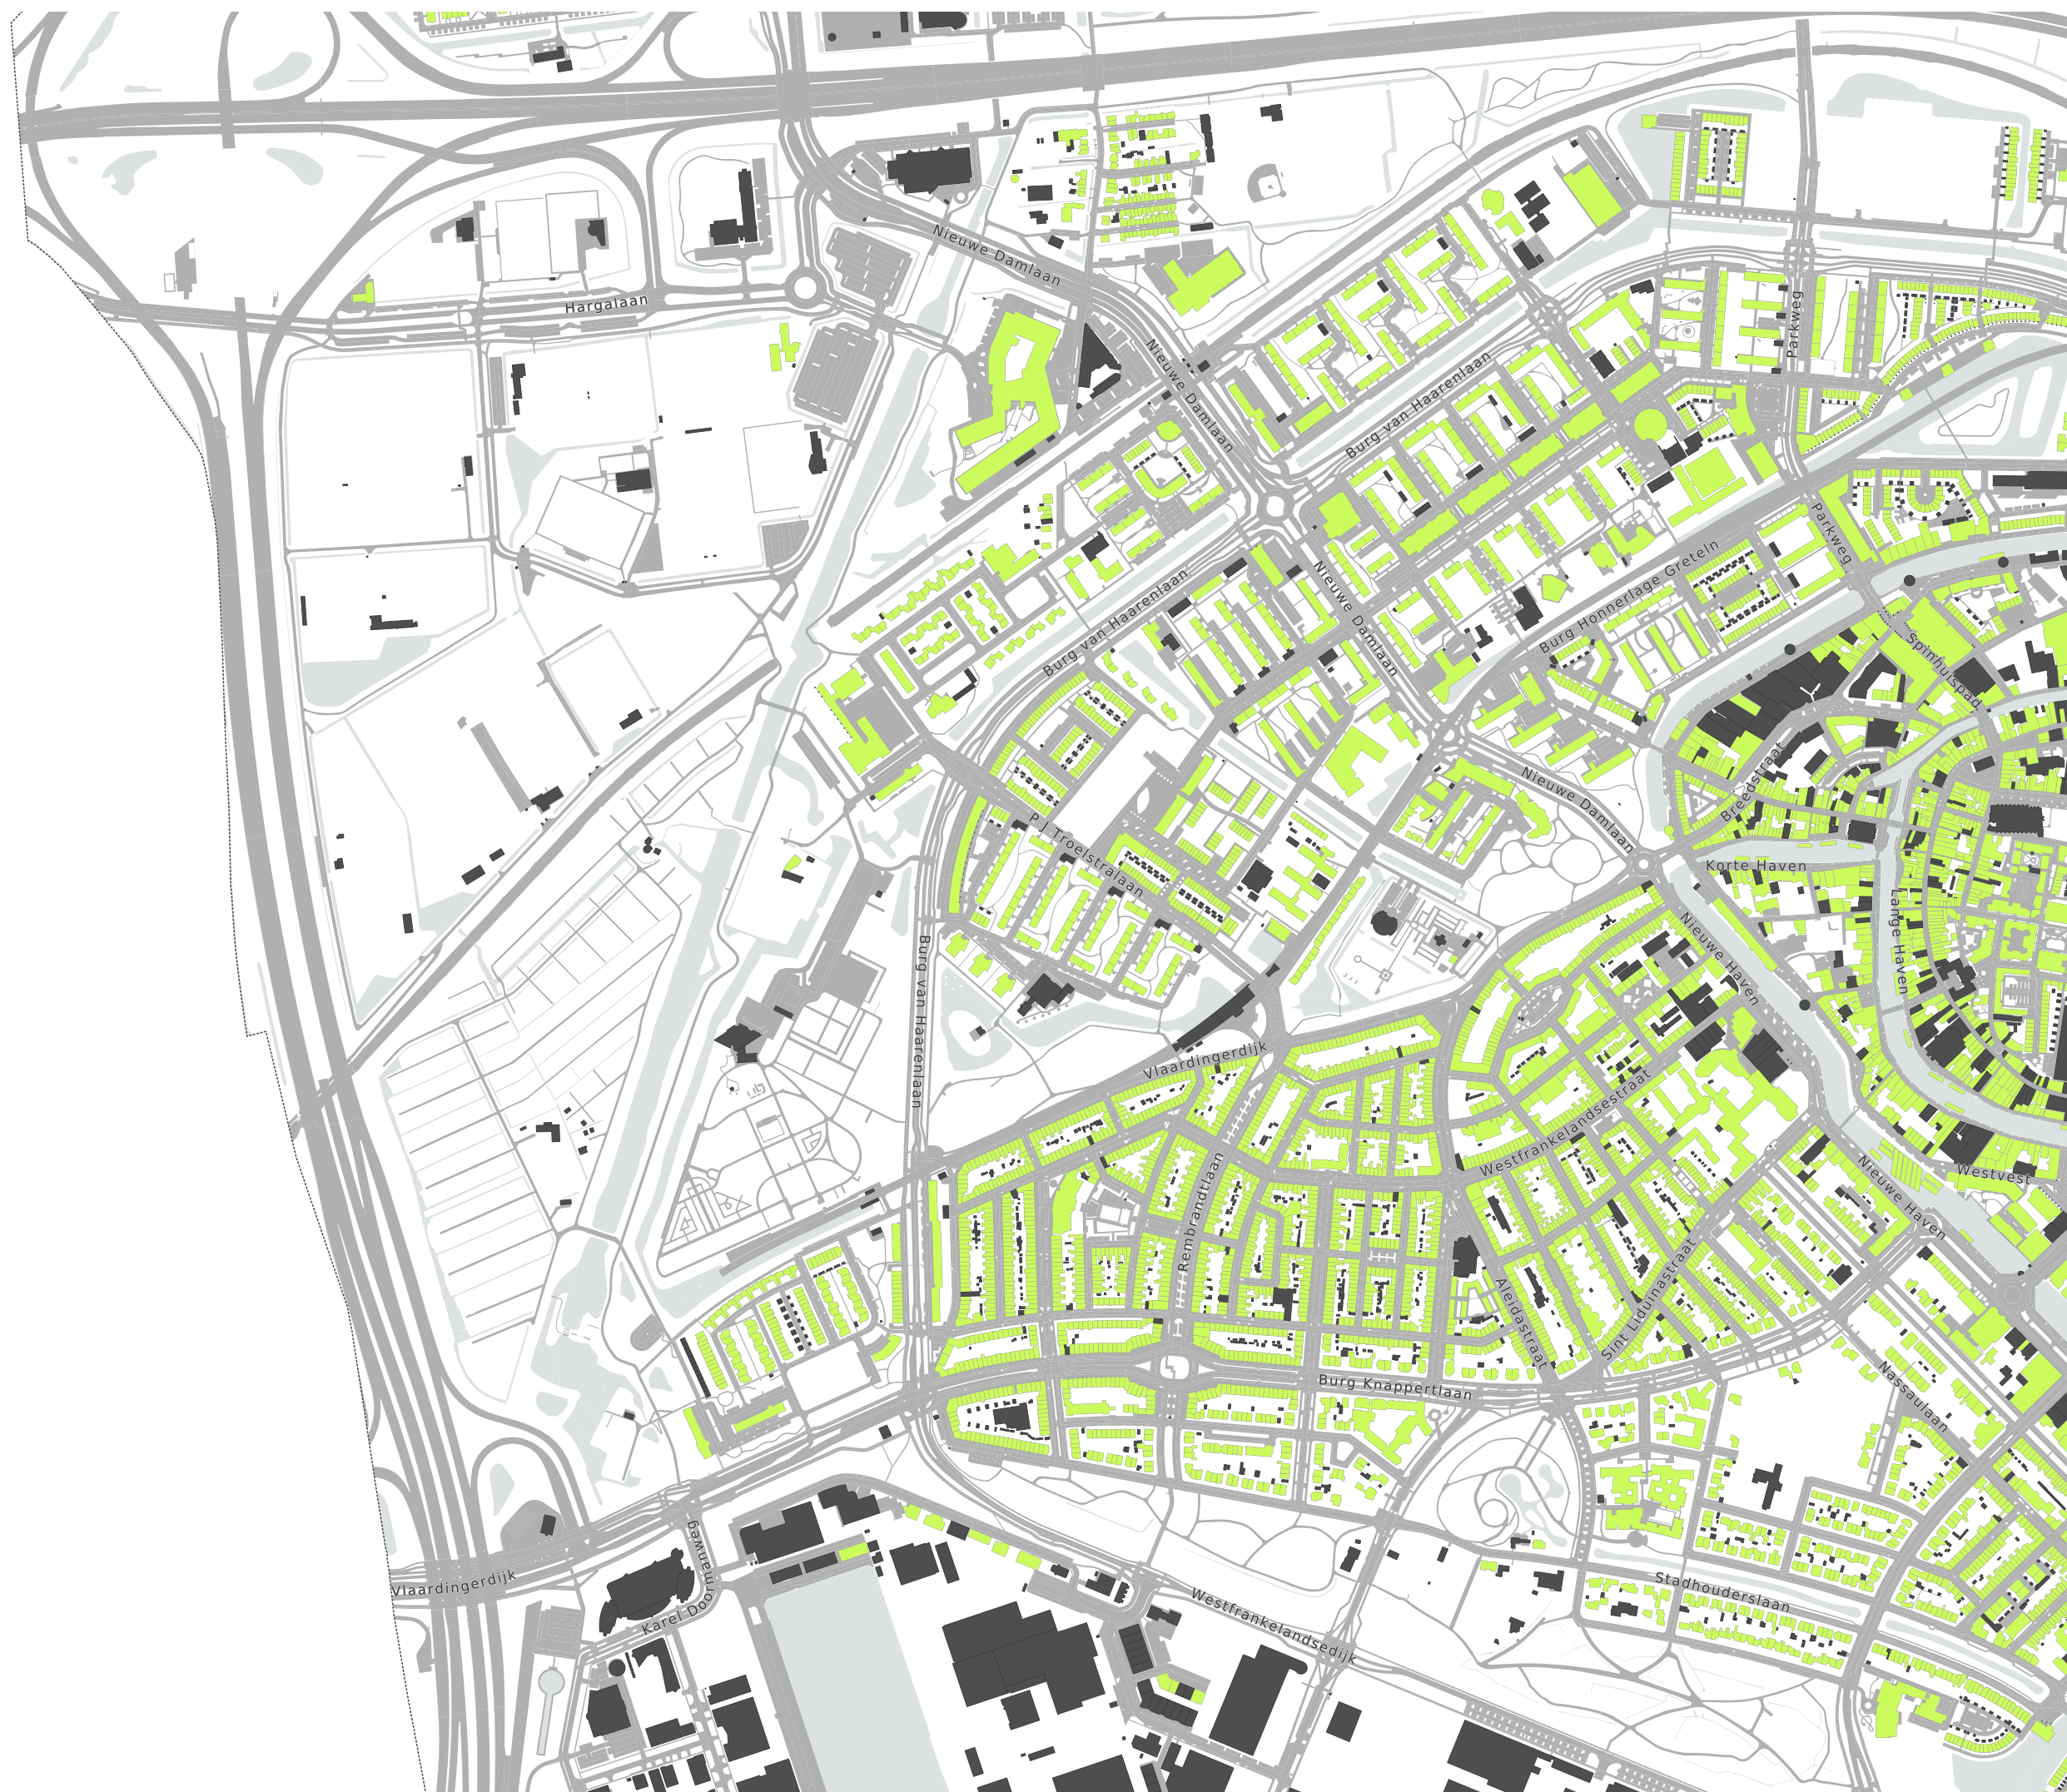 Nieuwe Damlaan
Hargalaan
Parkweg
Nieuwe Damlaan
Burg van Haarenlaan
Parkweg
Burg Honnerlage Greteln
Nieuwe Damlaan
Burg van Haarenlaan
Spinhuispad
Breedstraat
Nieuwe Damlaan
P J Troelstralaan
Korte Haven
Lange Haven
Nieuwe Haven
Burg van Haarenlaan
Vlaardingerdijk
Westfrankelandsestraat
Westvest
Nieuwe Haven
Rembrandtlaan
Sint Liduinastraat
Aleidastraat
Burg Knappertlaan
Nassaulaan
Vlaardingerdijk
Karel Doormanweg
Stadhouderslaan
Westfrankelandsedijk